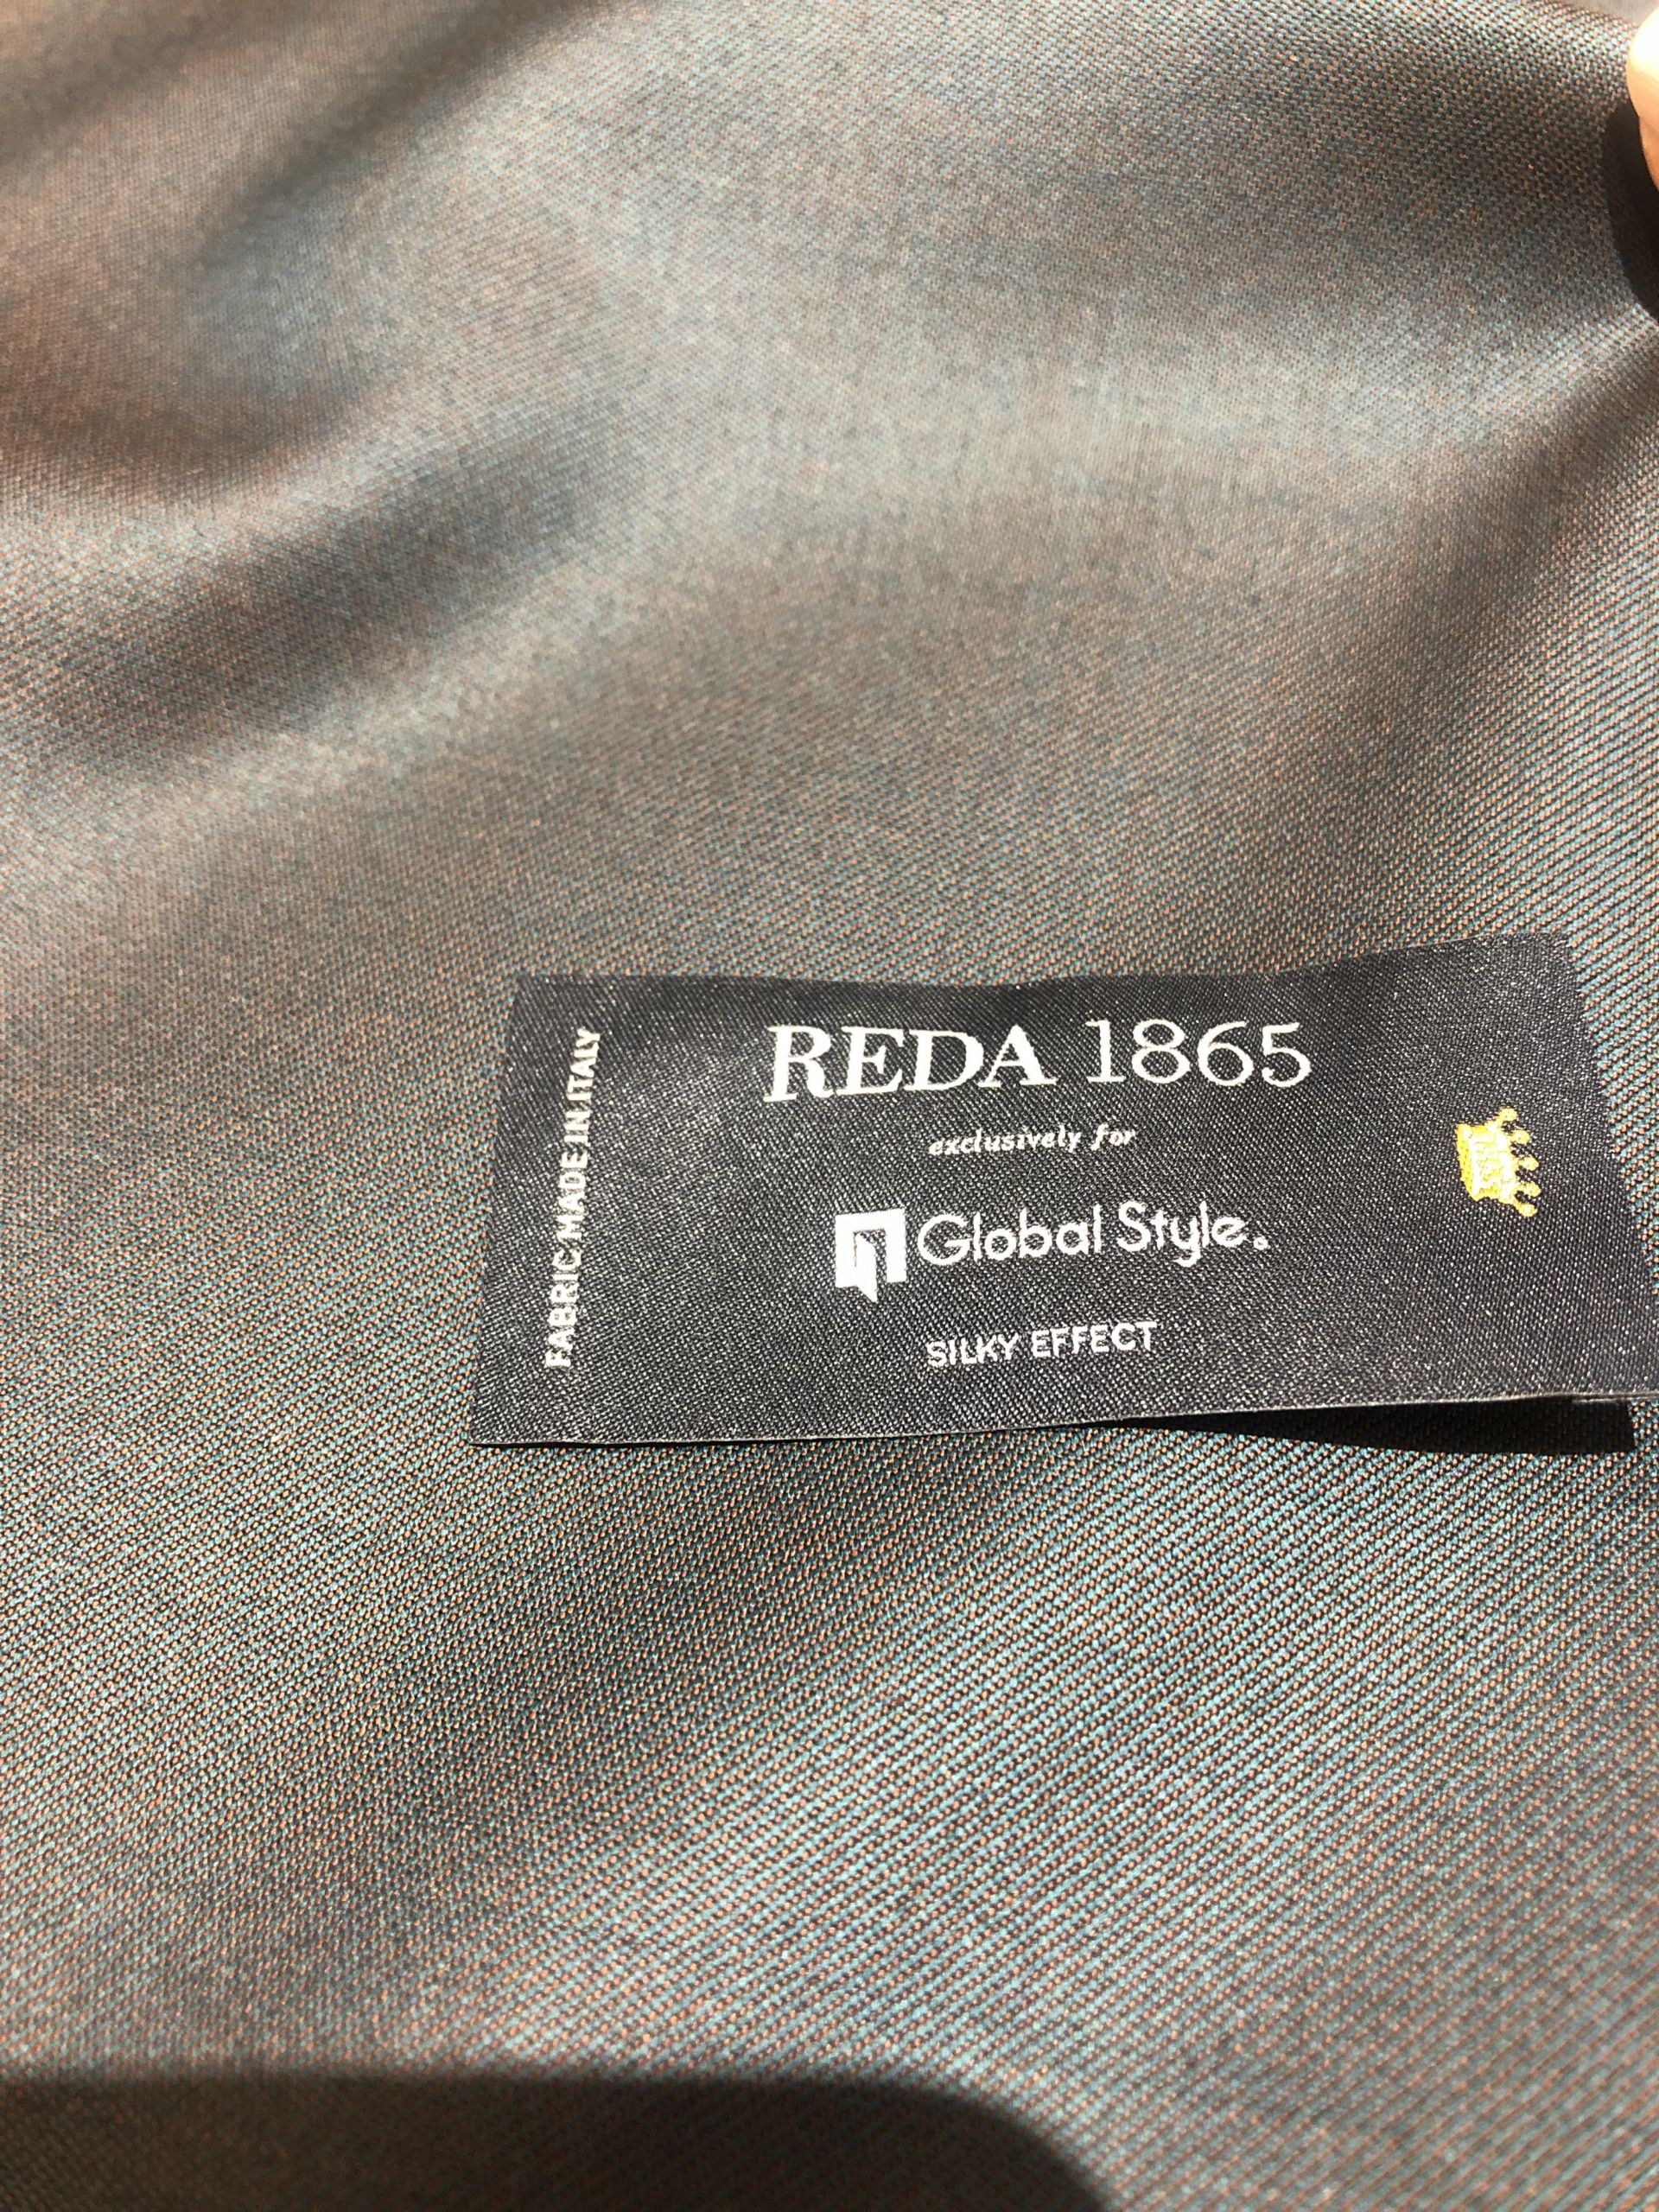 REDA 1865
exclusively for
Global Style.
SILKY EFFECT
FABRIC MADE IN ITALY